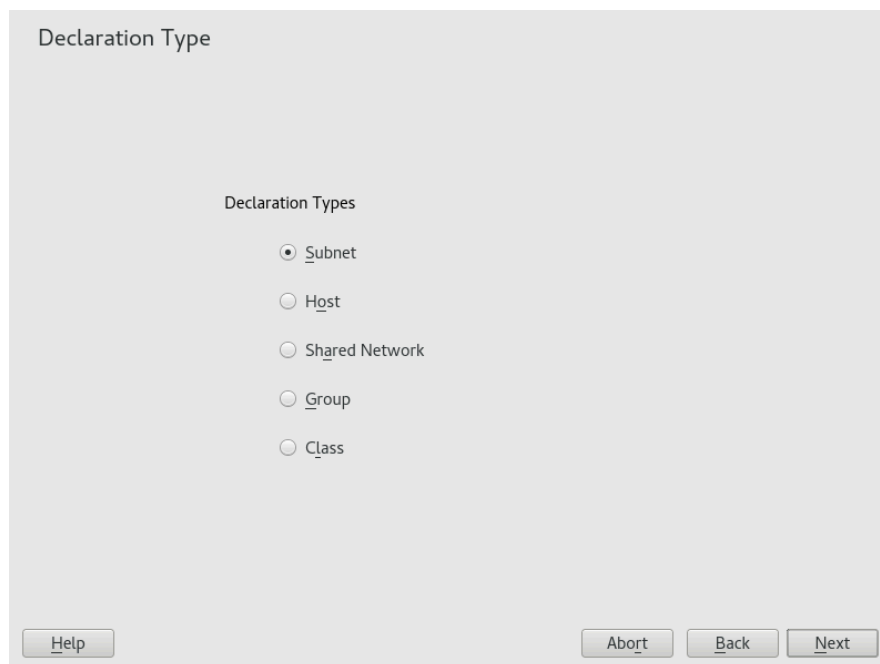 Declaration Type
Declaration Types
Subnet
Host
Shared Network
Group
Class
Help
Abort
Back
Next